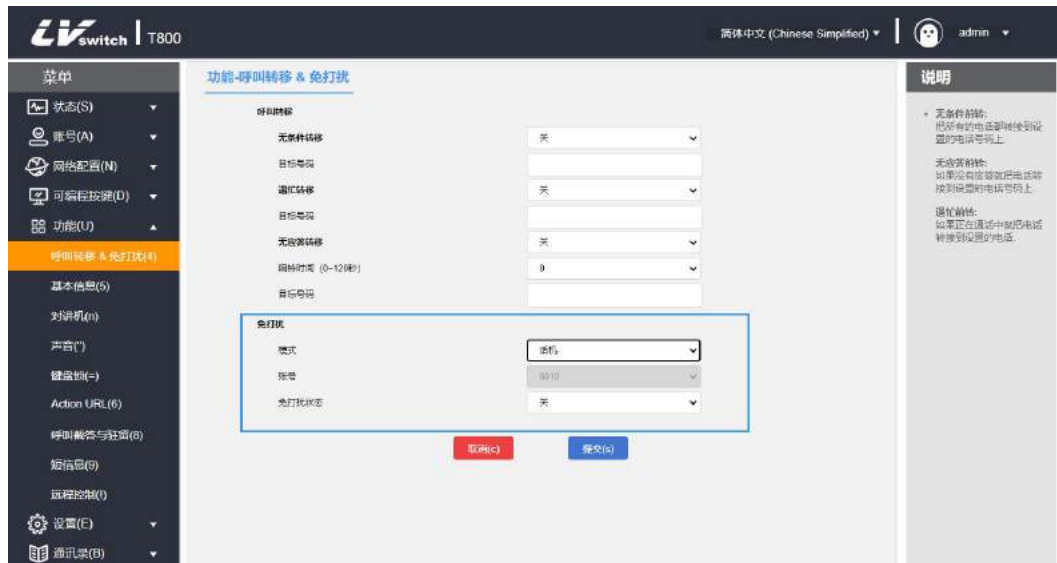 LVswitch T800
简体中文 (Chinese Simplified)
admin
菜单
状态(S)
账号(A)
网络配置(N)
可编程按键(D)
功能(U)
呼叫转移 & 免打扰(4)
基本信息(5)
对讲机(n)
声音(")
键盘锁(=)
Action URL(6)
呼叫截答与驻留(8)
短信息(9)
远程控制(!)
设置(E)
通讯录(B)
功能-呼叫转移 & 免打扰
呼叫转移
无条件转移 关
目标号码
遇忙转移 关
目标号码
无应答转移 关
(0-120秒) 0
目标号码
免打扰
模式 话机
账号 8010
免打扰状态 关
取消(c) 提交(s)
说明
无条件前转:
把所有的电话都转接到设
置的电话号码上
无应答前转:
如果没有应答就把电话转
接到设置的电话号码上.
遇忙前转:
如果正在通话中就把电话
转接到设置的电话.